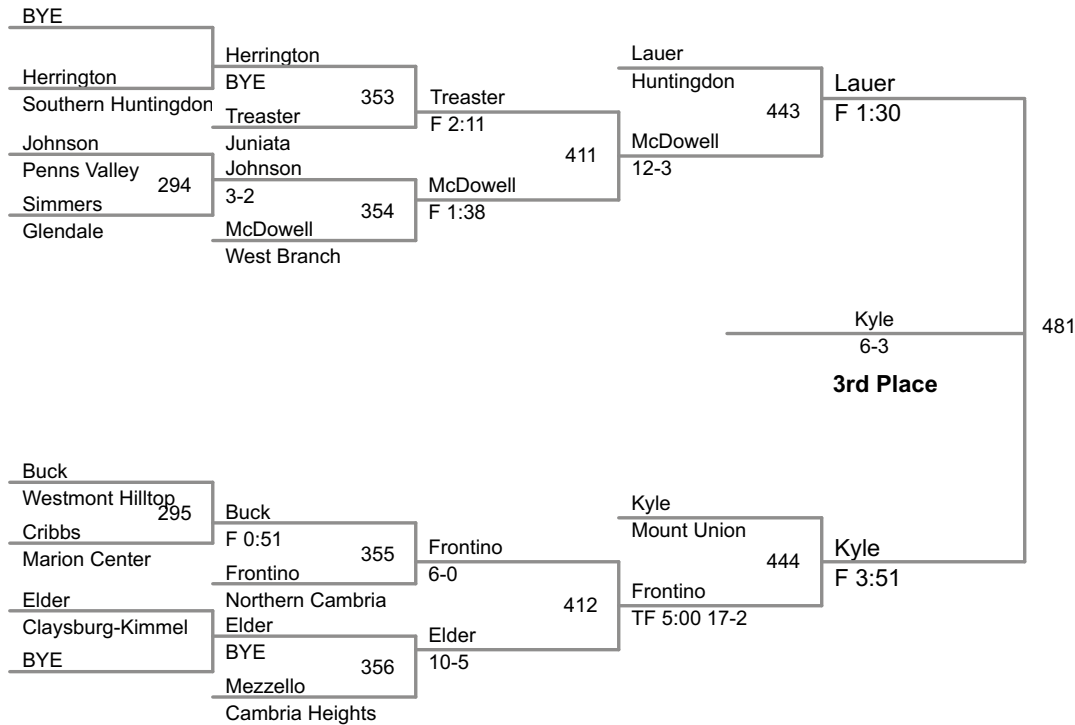 BYE
Herrington
Southern Huntingdon
Johnson
Penns Valley
294
Simmers
Glendale
Herrington
BYE
353
Treaster
Juniata
Johnson
3-2
354
McDowell
West Branch
Treaster
F 2:11
411
McDowell
F 1:38
Lauer
Huntingdon
443
McDowell
12-3
Lauer
F 1:30
Kyle
6-3
3rd Place
481
Buck
Westmont Hilltop
295
Cribbs
Marion Center
Elder
Claysburg-Kimmel
BYE
Buck
F 0:51
355
Frontino
Northern Cambria
Elder
BYE
356
Mezzello
Cambria Heights
Frontino
6-0
412
Elder
10-5
Kyle
Mount Union
444
Frontino
TF 5:00 17-2
Kyle
F 3:51